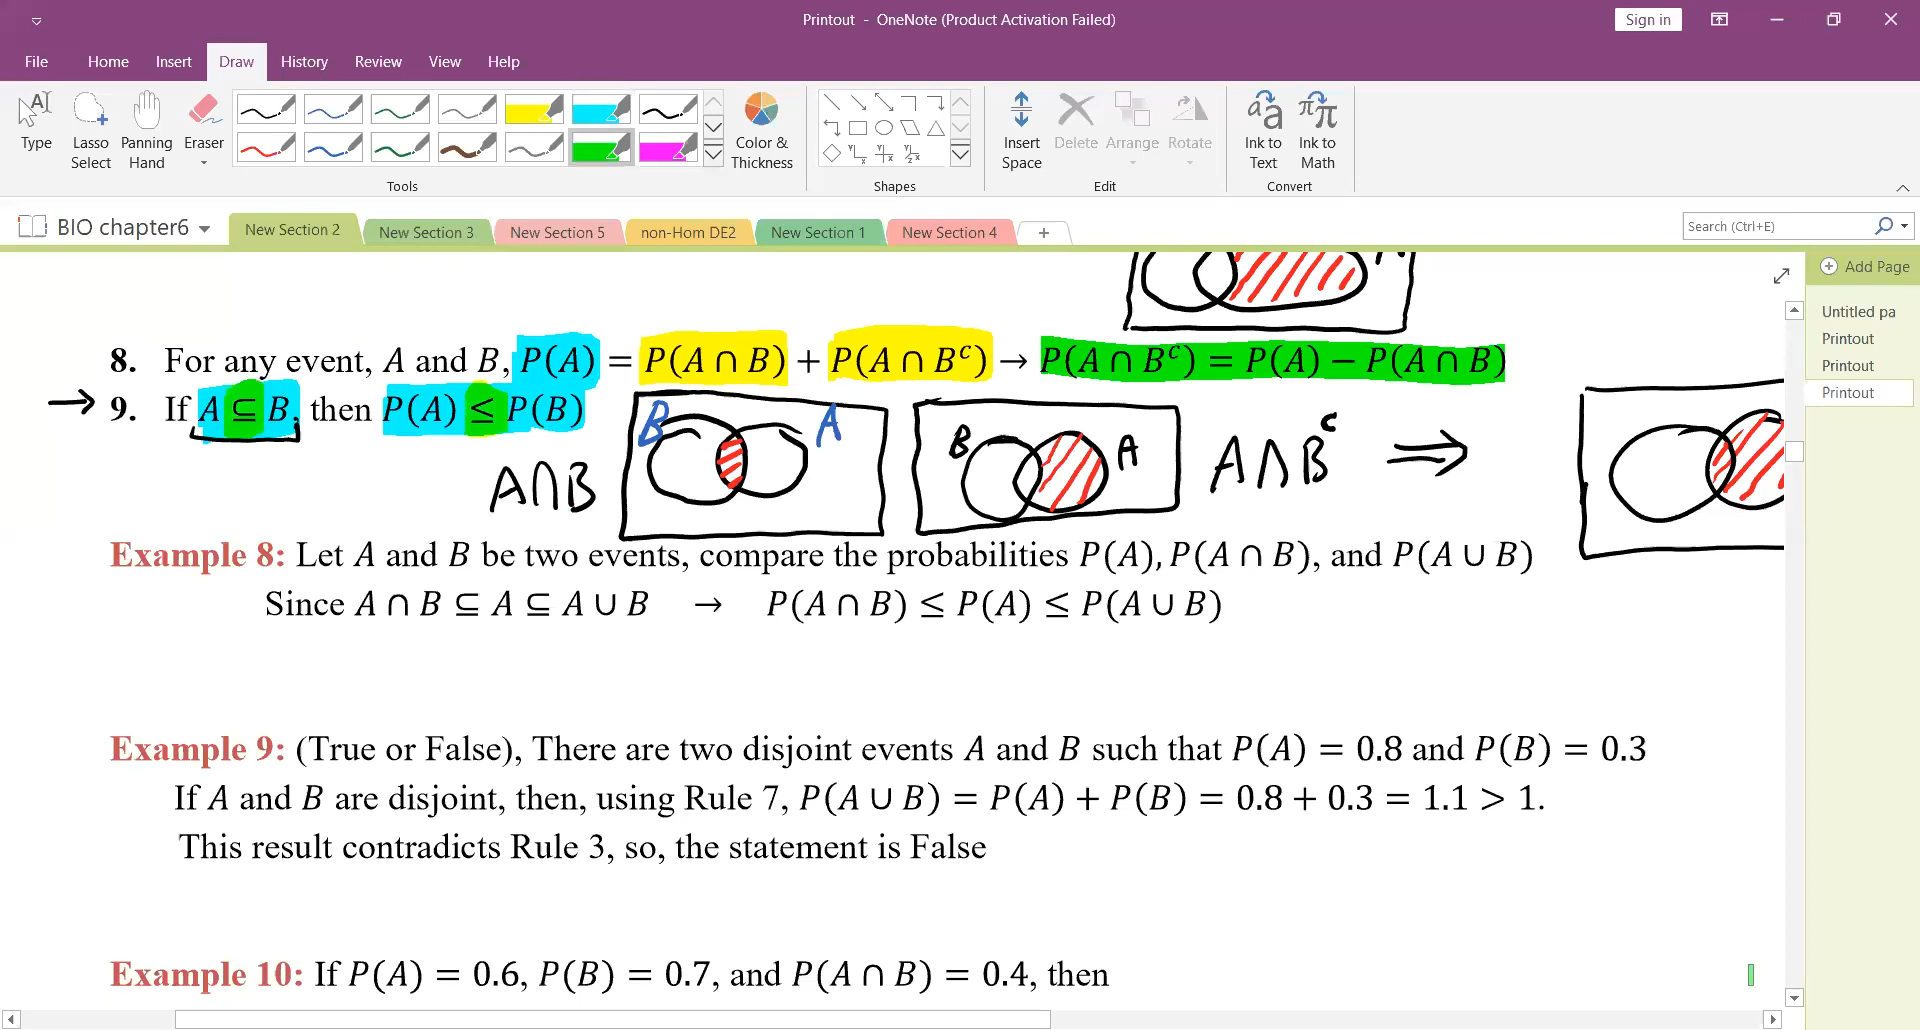 Printout - OneNote (Product Activation Failed)
Sign in
File Home Insert Draw History Review View Help
Type
Lasso Select
Panning Hand
Eraser
Color & Thickness
Insert Space
Delete
Arrange
Rotate
Ink to Text
Ink to Math
Tools
Shapes
Edit
Convert
BIO chapter6
New Section 2
New Section 3
New Section 5
non-Hom DE2
New Section 1
New Section 4
Search (Ctrl+E)
Add Page
Untitled pa
Printout
Printout
Printout
8. For any event, A and B, P(A) = P(A ∩ B) + P(A ∩ Bᶜ) → P(A ∩ Bᶜ) = P(A) − P(A ∩ B)
→ 9. If A ⊆ B, then P(A) ≤ P(B)
B A
B A
A∩B
A∩Bᶜ ⇒
Example 8: Let A and B be two events, compare the probabilities P(A), P(A ∩ B), and P(A ∪ B)
Since A ∩ B ⊆ A ⊆ A ∪ B → P(A ∩ B) ≤ P(A) ≤ P(A ∪ B)
Example 9: (True or False), There are two disjoint events A and B such that P(A) = 0.8 and P(B) = 0.3
If A and B are disjoint, then, using Rule 7, P(A ∪ B) = P(A) + P(B) = 0.8 + 0.3 = 1.1 > 1.
This result contradicts Rule 3, so, the statement is False
Example 10: If P(A) = 0.6, P(B) = 0.7, and P(A ∩ B) = 0.4, then